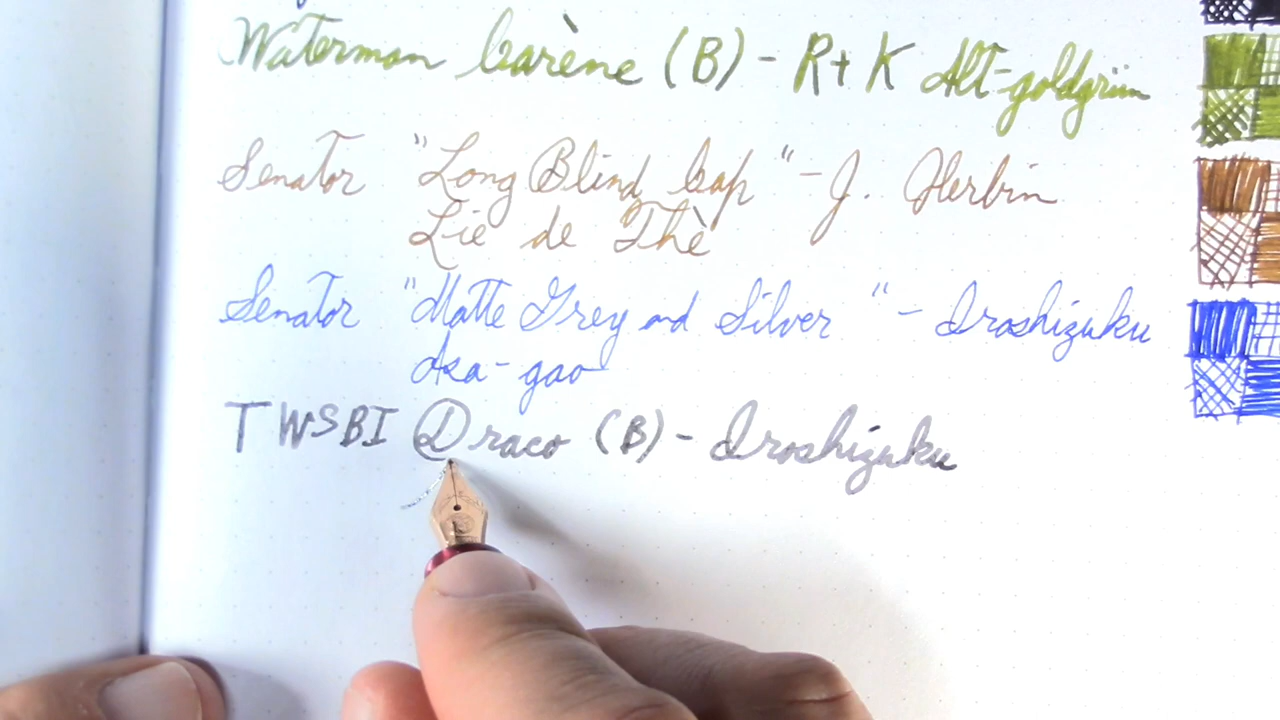 Waterman Carène (B) - R+K Alt-goldgrün
Senator "Long Blind Cap" - J. Herbin
Lie de Thè
Senator "Matte Grey and Silver" - Iroshizuku
Asa-gao
TWSBI Draco (B) - Iroshizuku